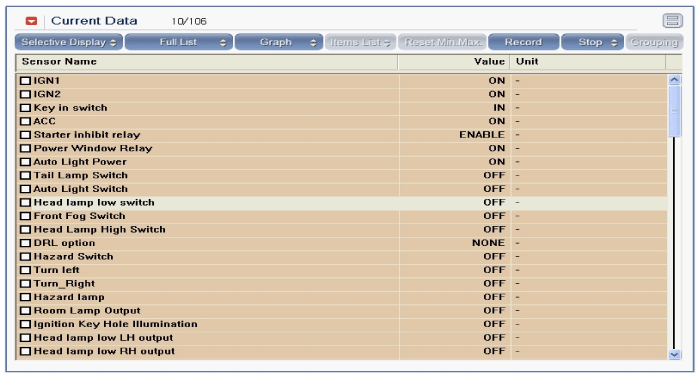 Current Data 10/106
Selective Display Full List Graph Items List Reset Min.Max. Record Stop Grouping
Sensor Name Value Unit
IGN1 ON -
IGN2 ON -
Key in switch IN -
ACC ON -
Starter inhibit relay ENABLE -
Power Window Relay ON -
Auto Light Power ON -
Tail Lamp Switch OFF -
Auto Light Switch OFF -
Head lamp low switch OFF -
Front Fog Switch OFF -
Head Lamp High Switch OFF -
DRL option NONE -
Hazard Switch OFF -
Turn left OFF -
Turn_Right OFF -
Hazard lamp OFF -
Room Lamp Output OFF -
Ignition Key Hole Illumination OFF -
Head lamp low LH output OFF -
Head lamp low RH output OFF -